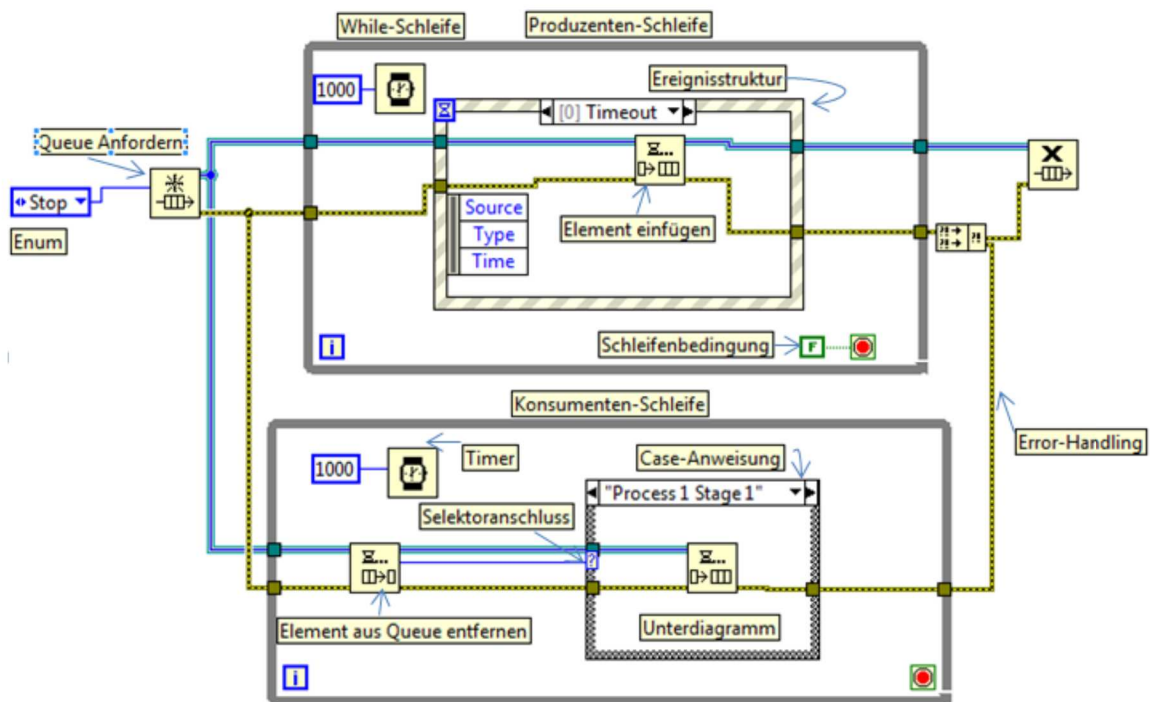 While-Schleife
Produzenten-Schleife
1000
Ereignisstruktur
[0] Timeout
Queue Anfordern
Stop
Enum
Source
Type
Time
Element einfügen
Schleifenbedingung
F
i
Konsumenten-Schleife
1000
Timer
Case-Anweisung
Error-Handling
"Process 1 Stage 1"
Selektoranschluss
?
Element aus Queue entfernen
Unterdiagramm
i